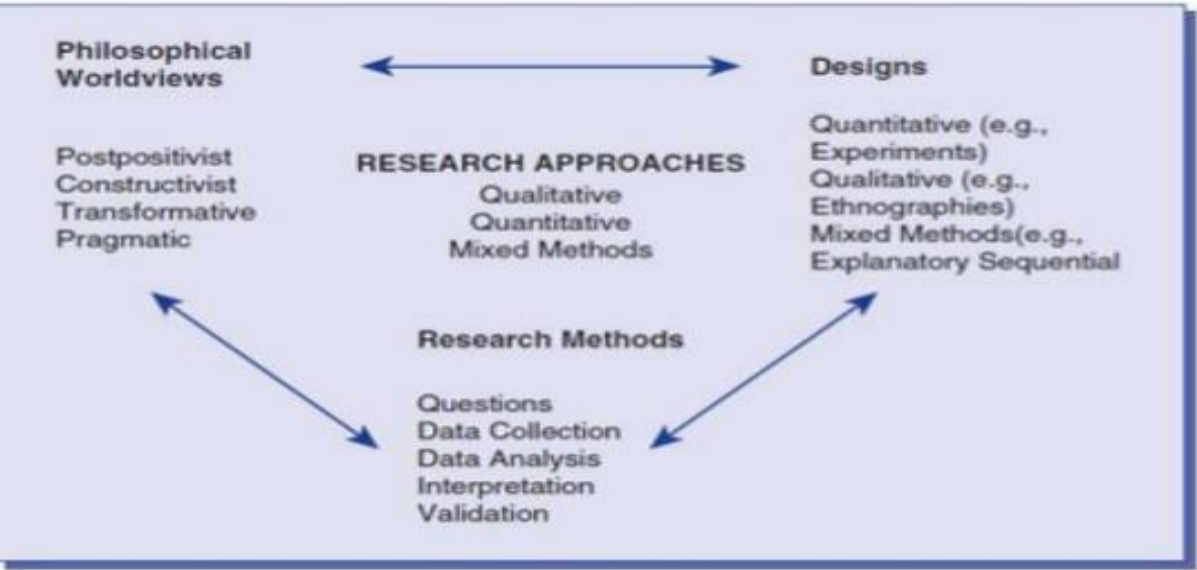 Philosophical
Worldviews
Postpositivist
Constructivist
Transformative
Pragmatic
RESEARCH APPROACHES
Qualitative
Quantitative
Mixed Methods
Designs
Quantitative (e.g.,
Experiments)
Qualitative (e.g.,
Ethnographies)
Mixed Methods(e.g.,
Explanatory Sequential
Research Methods
Questions
Data Collection
Data Analysis
Interpretation
Validation